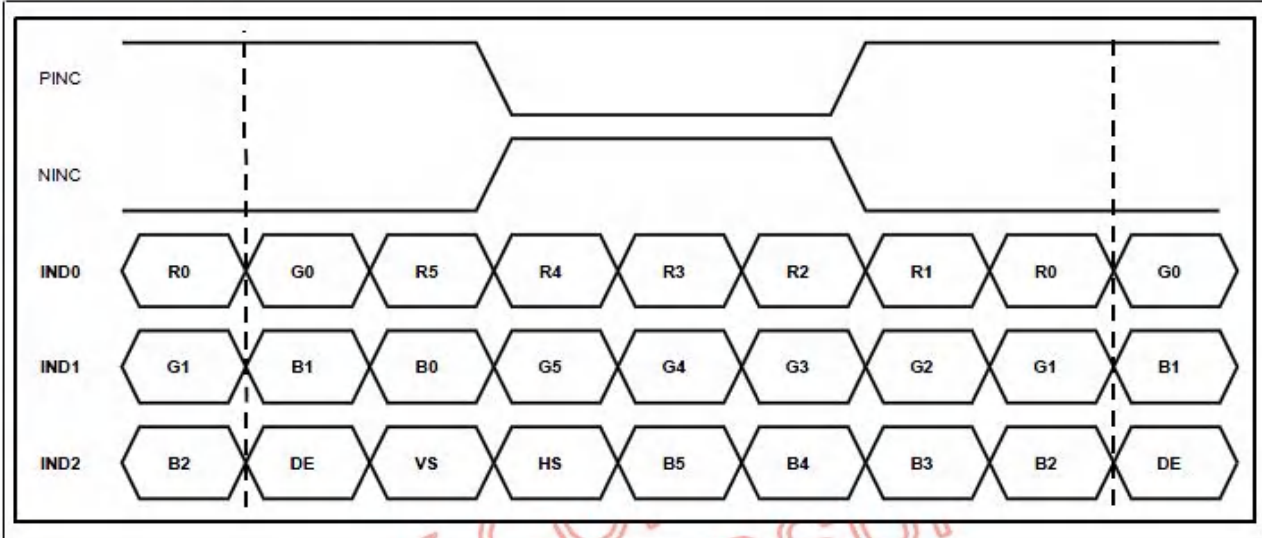 PINC
NINC
IND0 R0 G0 R5 R4 R3 R2 R1 R0 G0
IND1 G1 B1 B0 G5 G4 G3 G2 G1 B1
IND2 B2 DE VS HS B5 B4 B3 B2 DE